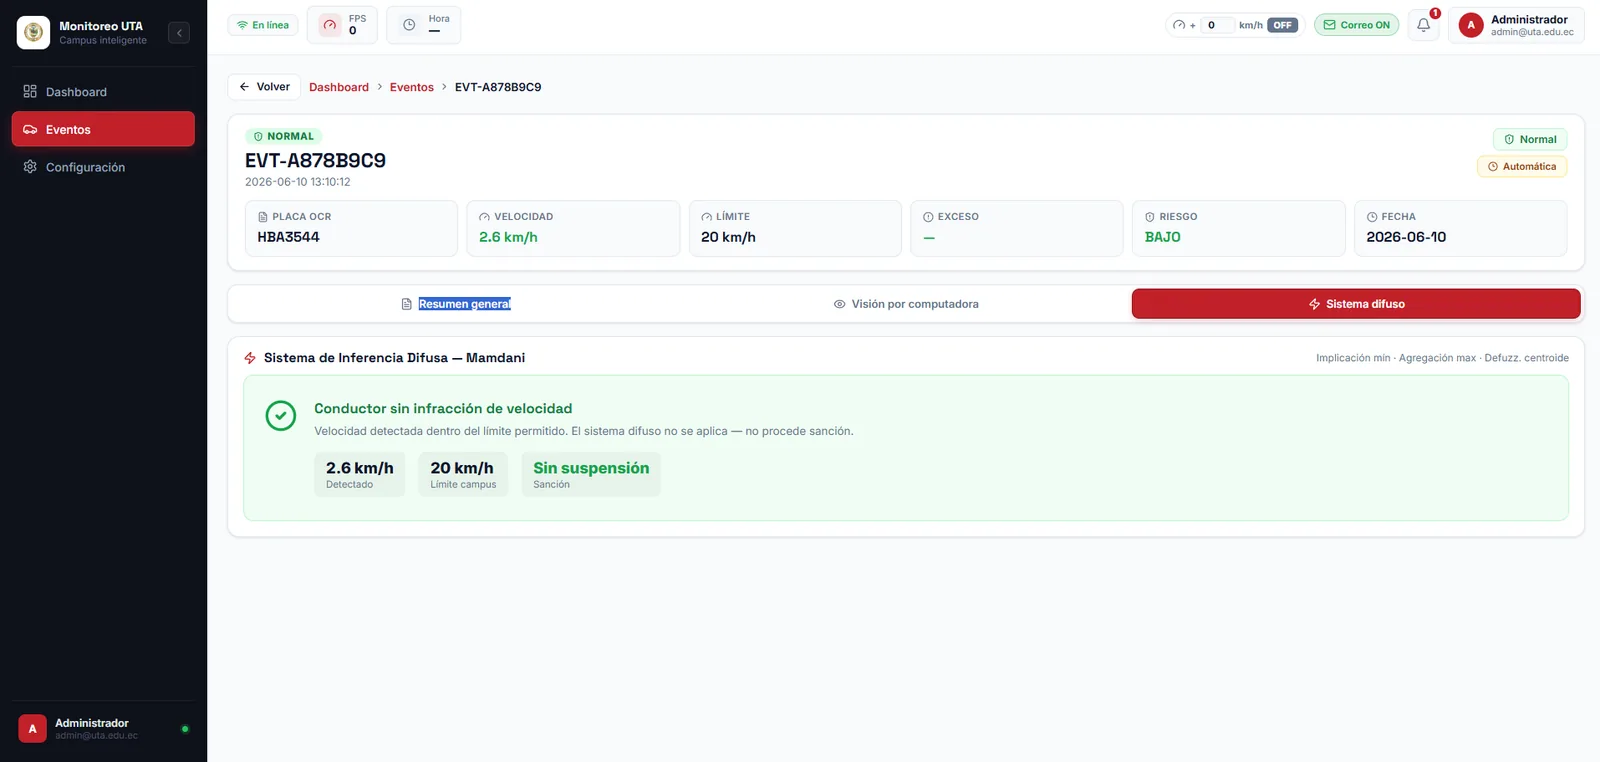 Monitoreo UTA
Campus inteligente
Dashboard
Eventos
Configuración
A
Administrador
admin@uta.edu.ec
En línea
FPS
0
Hora
—
+ 0 km/h OFF
Correo ON
1
A
Administrador
admin@uta.edu.ec
Volver
Dashboard > Eventos > EVT-A878B9C9
NORMAL
EVT-A878B9C9
2026-06-10 13:10:12
Normal
Automática
PLACA OCR
HBA3544
VELOCIDAD
2.6 km/h
LÍMITE
20 km/h
EXCESO
—
RIESGO
BAJO
FECHA
2026-06-10
Resumen general
Visión por computadora
Sistema difuso
Sistema de Inferencia Difusa — Mamdani
Implicación min · Agregación max · Defuzz. centroide
Conductor sin infracción de velocidad
Velocidad detectada dentro del límite permitido. El sistema difuso no se aplica — no procede sanción.
2.6 km/h
Detectado
20 km/h
Límite campus
Sin suspensión
Sanción